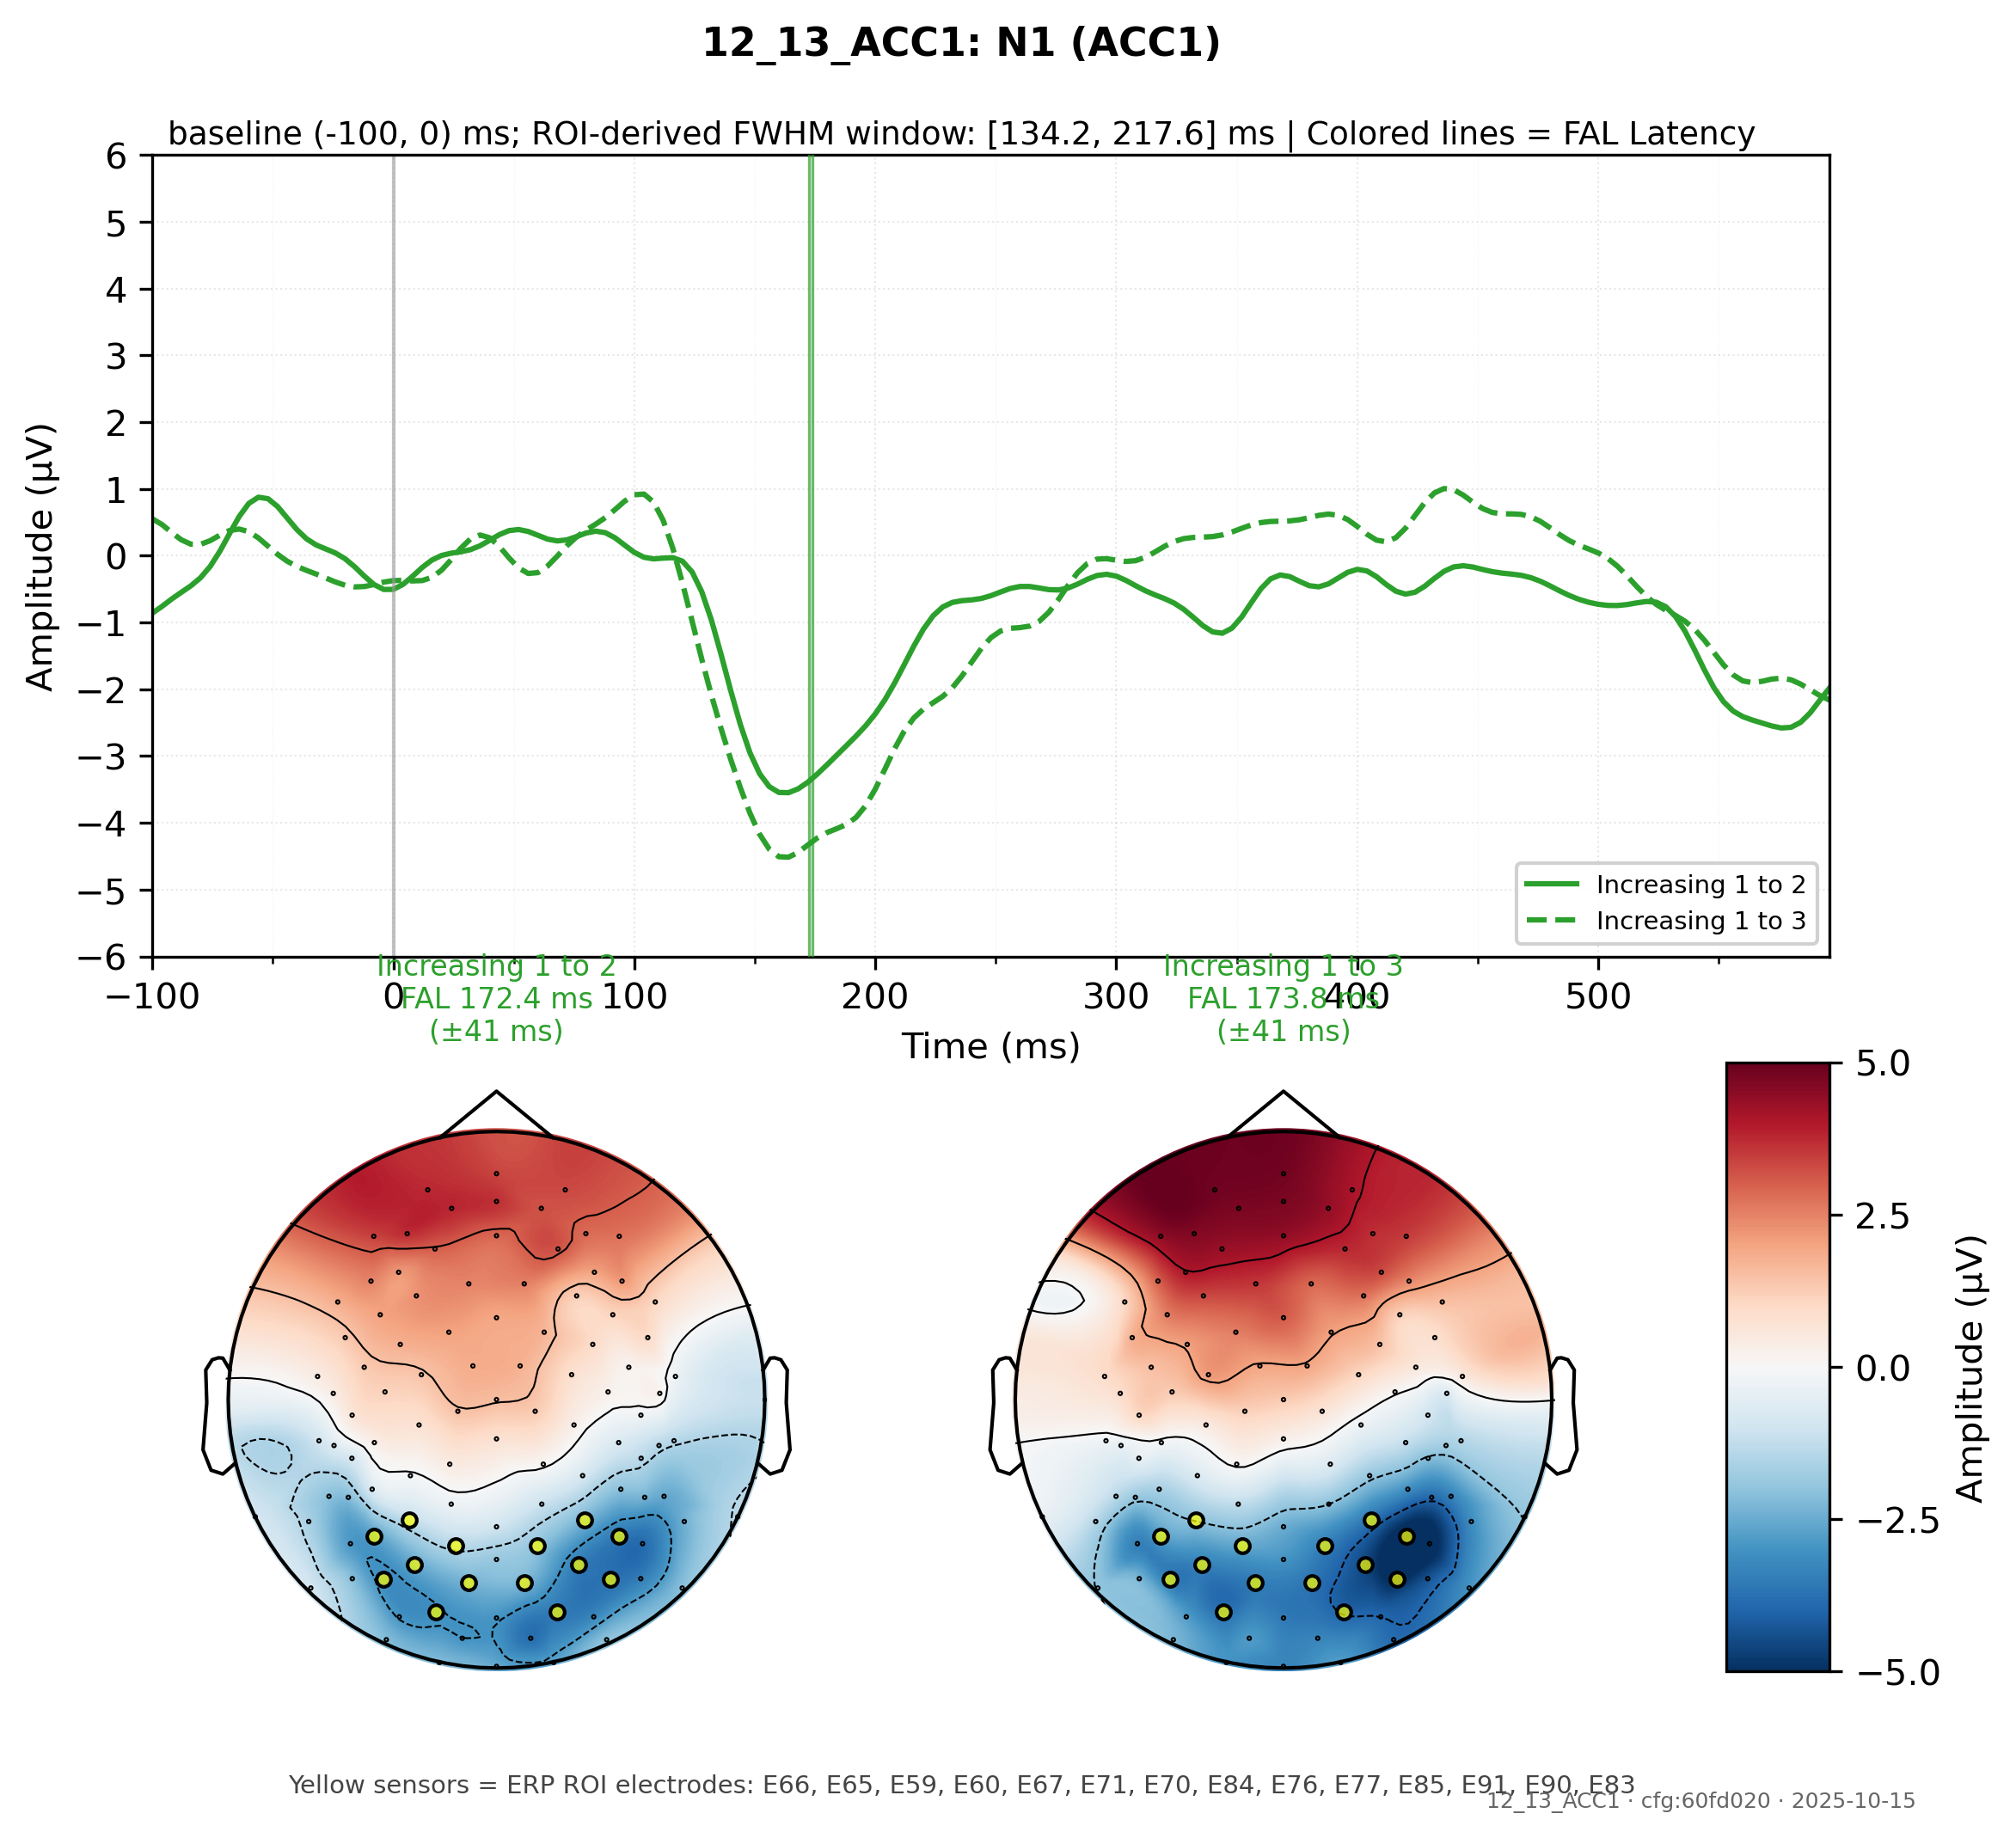 12_13_ACC1: N1 (ACC1)
baseline (-100, 0) ms; ROI-derived FWHM window: [134.2, 217.6] ms | Colored lines = FAL Latency
6
5
4
3
2
1
0
−1
−2
−3
−4
−5
−6
Amplitude (µV)
Increasing 1 to 2
Increasing 1 to 3
−100
0
100
200
300
400
500
Time (ms)
Increasing 1 to 2
FAL 172.4 ms
(±41 ms)
Increasing 1 to 3
FAL 173.8 ms
(±41 ms)
5.0
2.5
0.0
−2.5
−5.0
Amplitude (µV)
Yellow sensors = ERP ROI electrodes: E66, E65, E59, E60, E67, E71, E70, E84, E76, E77, E85, E91, E90, E83
12_13_ACC1 · cfg:60fd020 · 2025-10-15